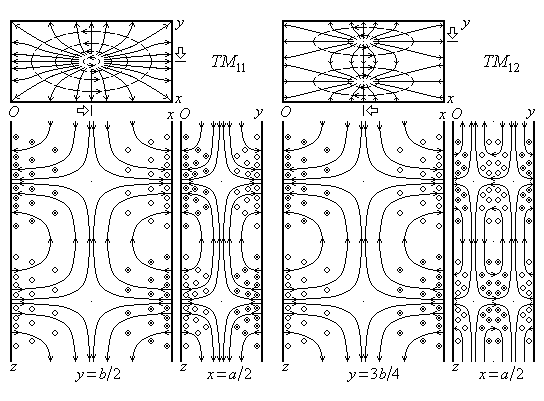 y y
TM11 TM12
x x
O x O y O x O y
z z z z
y=b/2 x=a/2 y=3b/4 x=a/2